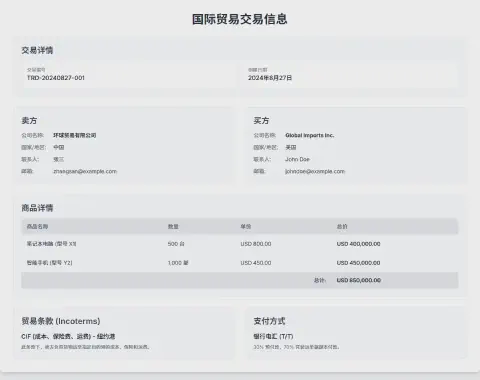 国际贸易交易信息
交易详情
交易编号
TRD-20240827-001
创建日期
2024年8月27日
卖方
公司名称: 环球贸易有限公司
国家/地区: 中国
联系人: 张三
邮箱: zhangsan@example.com
买方
公司名称: Global Imports Inc.
国家/地区: 美国
联系人: John Doe
邮箱: johndoe@example.com
商品详情
商品名称 数量 单价 总价
笔记本电脑 (型号 X1) 500 台 USD 800.00 USD 400,000.00
智能手机 (型号 Y2) 1,000 部 USD 450.00 USD 450,000.00
总计: USD 850,000.00
贸易条款 (Incoterms)
CIF (成本、保险费、运费) - 纽约港
支付方式
银行电汇 (T/T)